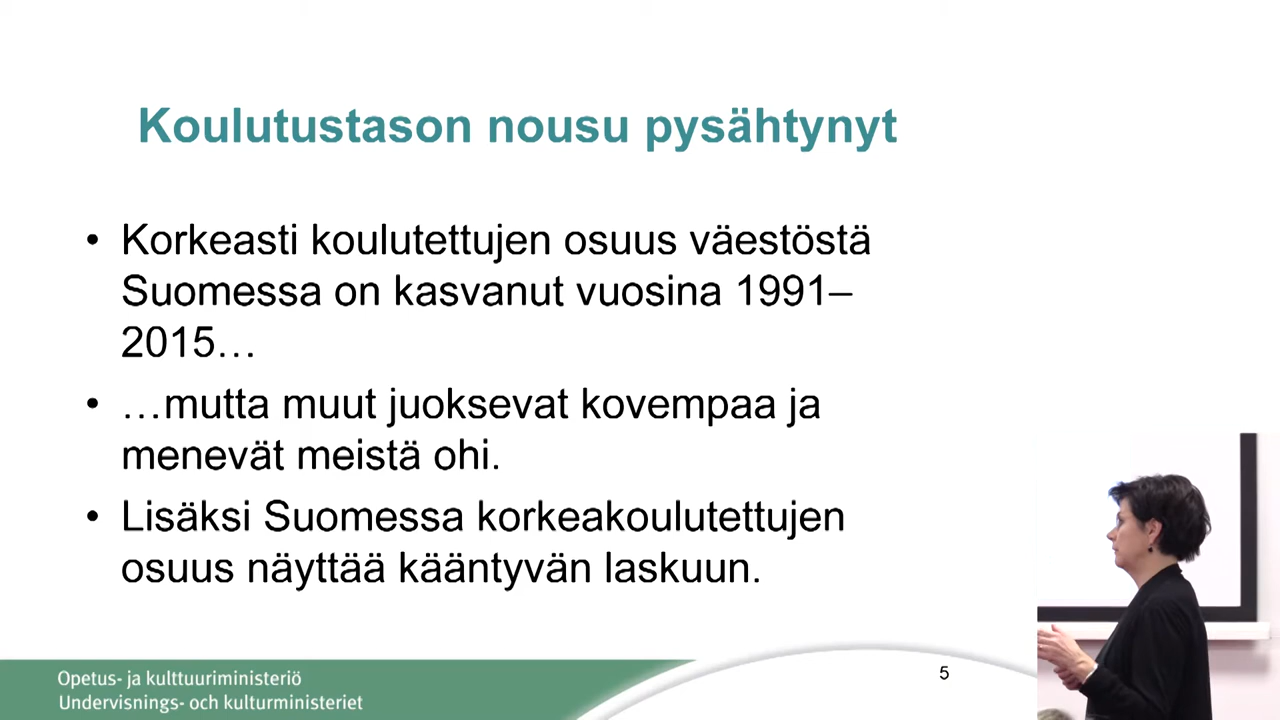 Koulutustason nousu pysähtynyt
• Korkeasti koulutettujen osuus väestöstä
Suomessa on kasvanut vuosina 1991–
2015…
• …mutta muut juoksevat kovempaa ja
menevät meistä ohi.
• Lisäksi Suomessa korkeakoulutettujen
osuus näyttää kääntyvän laskuun.
Opetus- ja kulttuuriministeriö
Undervisnings- och kulturministeriet
5